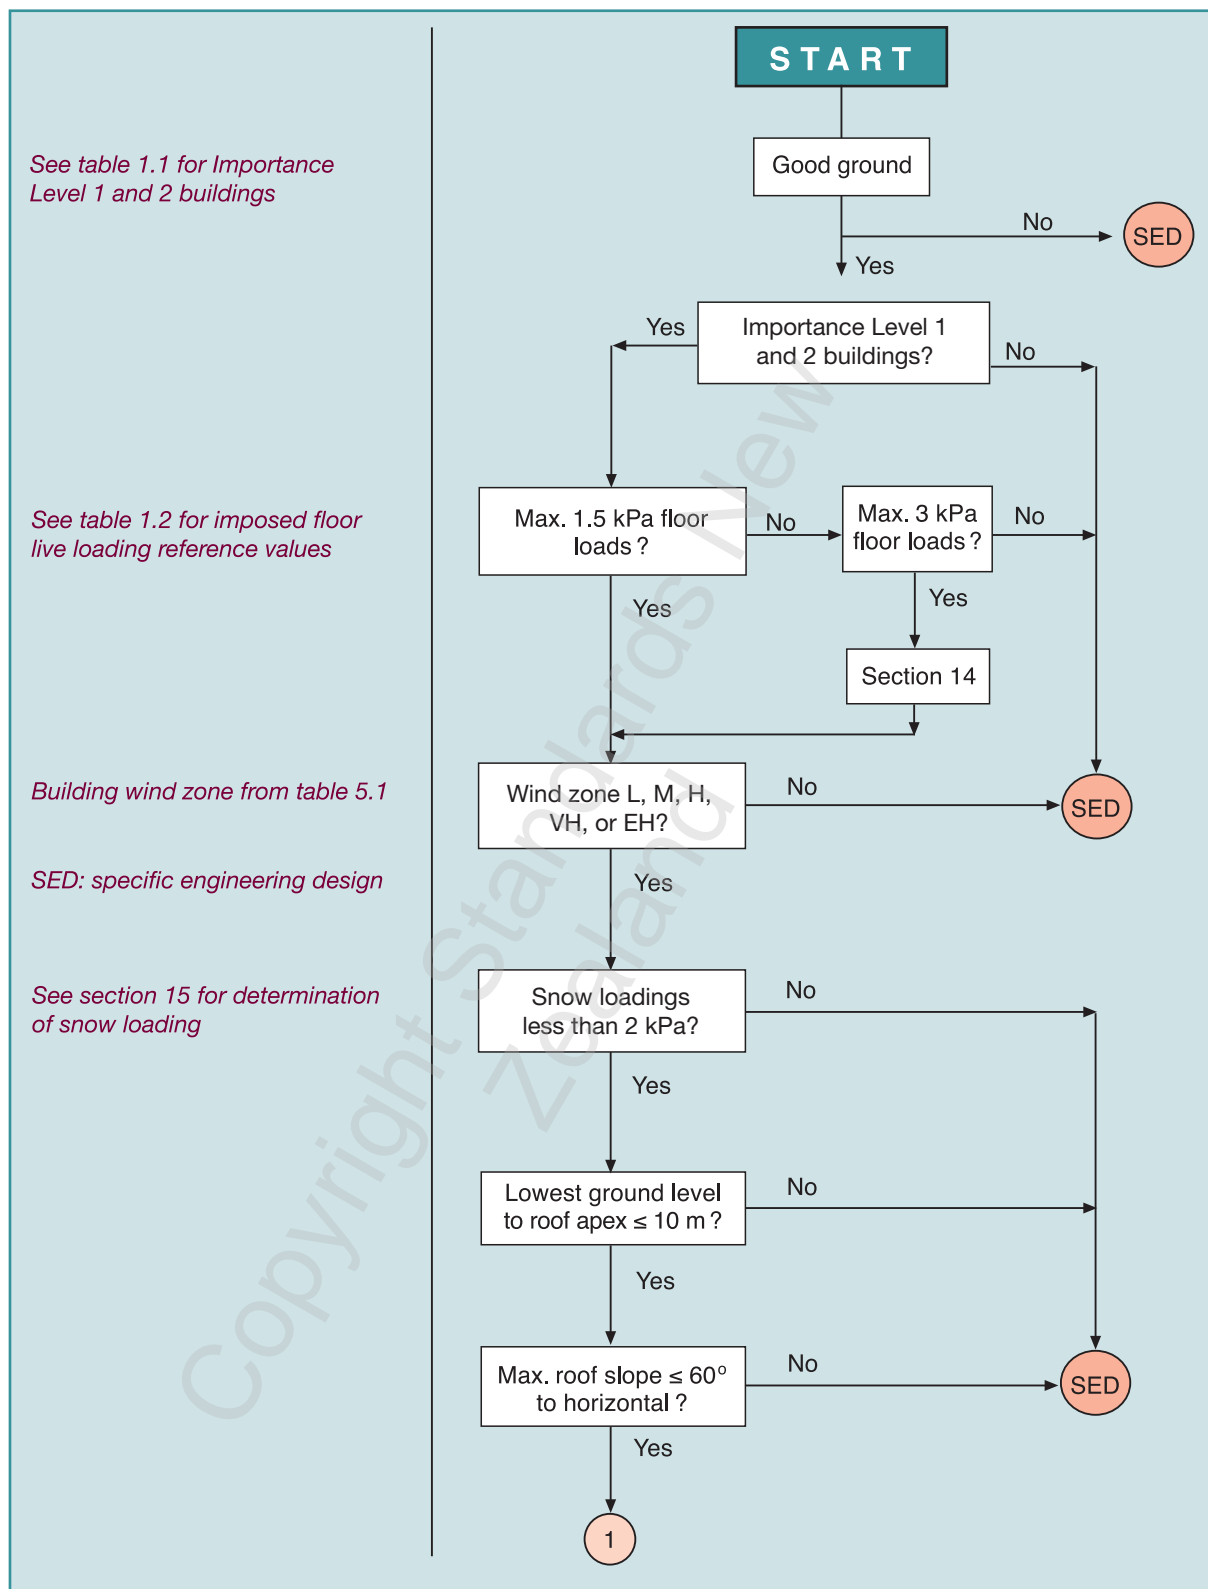 START
Good ground
See table 1.1 for Importance
Level 1 and 2 buildings
No
SED
Yes
Importance Level 1
and 2 buildings?
Yes
No
See table 1.2 for imposed floor
live loading reference values
Max. 1.5 kPa floor
loads ?
No
Max. 3 kPa
floor loads ?
No
Yes
Yes
Section 14
Building wind zone from table 5.1
Wind zone L, M, H,
VH, or EH?
No
SED
SED: specific engineering design
Yes
See section 15 for determination
of snow loading
Snow loadings
less than 2 kPa?
No
Yes
Lowest ground level
to roof apex ≤ 10 m ?
No
Yes
Max. roof slope ≤ 60°
to horizontal ?
No
SED
Yes
1
Copyright Standards New
Zealand